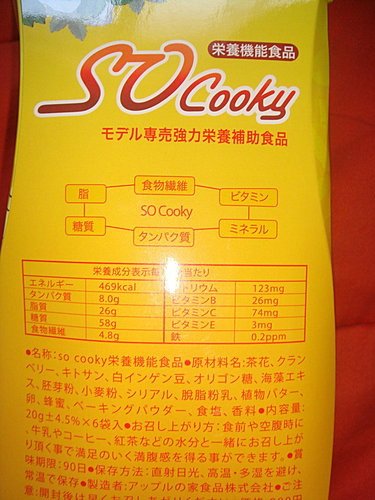 栄養機能食品
SO Cooky
モデル専売強力栄養補助食品
食物繊維
脂
ビタミン
SO Cooky
糖質
ミネラル
タンパク質
栄養成分表示毎 当たり
エネルギー 469kcal トリウム 123mg
タンパク質 8.0g ビタミンB 26mg
脂質 26g ビタミンC 74mg
糖質 58g ビタミンE 3mg
食物繊維 4.8g 鉄 0.2ppm
●名称:so cooky栄養機能食品●原材料名:茶花、クラン
ベリー、キトサン、白インゲン豆、オリゴ糖、海藻エキ
ス、胚芽粉、小麦粉、シリアル、脱脂粉乳、植物バター、
卵、蜂蜜、ベーキングパウダー、食塩、香料●内容量:
20g±4.5%×6袋入●お召し上がり方:食前や空腹時に
、牛乳やコーヒー、紅茶などの水分と一緒にお召し上が
り頂く事で満足のいく満腹感を得る事ができます。●賞
味期限:90日●保存方法:直射日光、高温・多湿を避け、
常温で保存●製造者:アップルの家食品株式会社●ご注
意:開封後は早くお召し